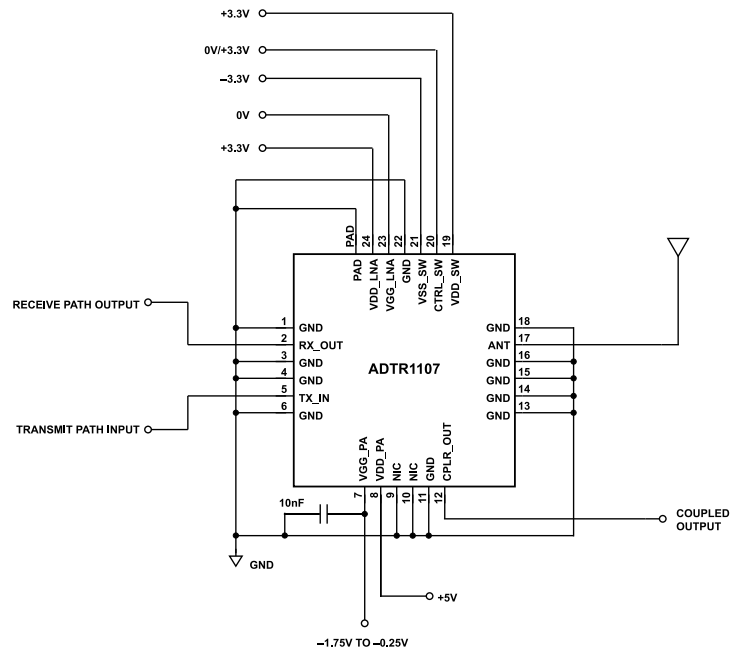 +3.3V
0V/+3.3V
–3.3V
0V
+3.3V
PAD
24
23
22
21
20
19
PAD
VDD_LNA
VGG_LNA
GND
VSS_SW
CTRL_SW
VDD_SW
RECEIVE PATH OUTPUT
TRANSMIT PATH INPUT
1 GND
2 RX_OUT
3 GND
4 GND
5 TX_IN
6 GND
ADTR1107
GND 18
ANT 17
GND 16
GND 15
GND 14
GND 13
VGG_PA
VDD_PA
NIC
NIC
GND
CPLR_OUT
7
8
9
10
11
12
10nF
COUPLED
OUTPUT
GND
+5V
–1.75V TO –0.25V